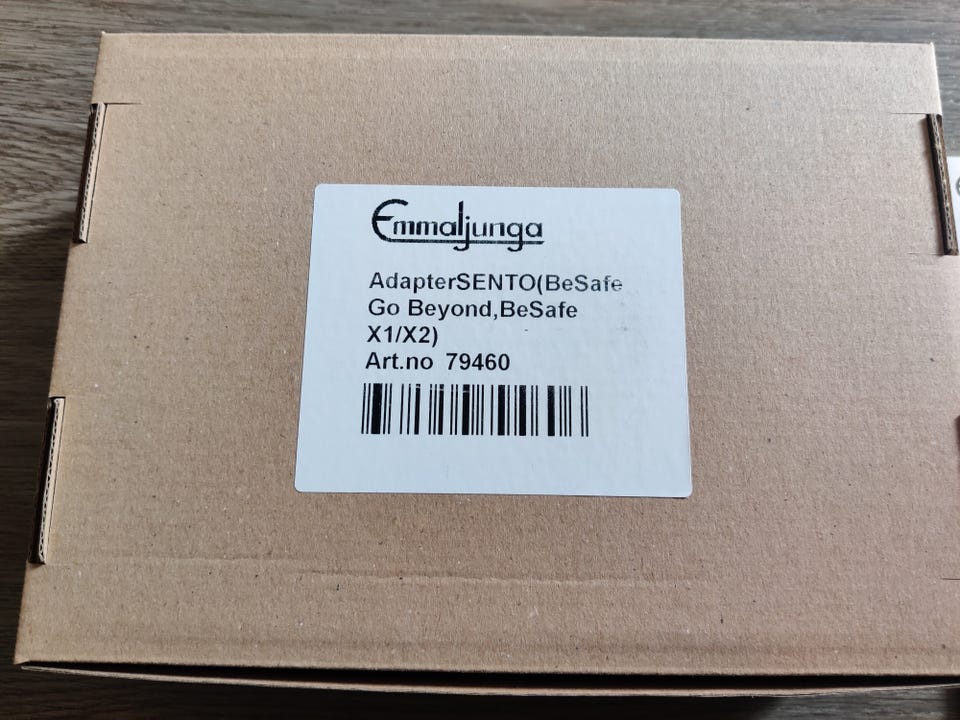 Emmaljunga
AdapterSENTO(BeSafe
Go Beyond,BeSafe
X1/X2)
Art.no 79460